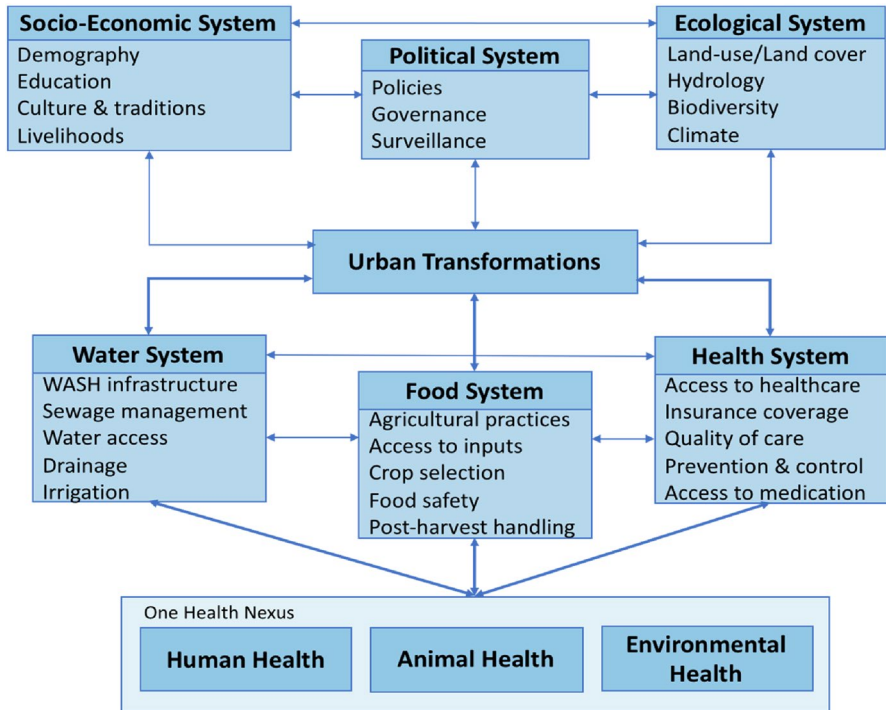 Socio-Economic System
Demography
Education
Culture & traditions
Livelihoods
Political System
Policies
Governance
Surveillance
Ecological System
Land-use/Land cover
Hydrology
Biodiversity
Climate
Urban Transformations
Water System
WASH infrastructure
Sewage management
Water access
Drainage
Irrigation
Food System
Agricultural practices
Access to inputs
Crop selection
Food safety
Post-harvest handling
Health System
Access to healthcare
Insurance coverage
Quality of care
Prevention & control
Access to medication
One Health Nexus
Human Health
Animal Health
Environmental
Health